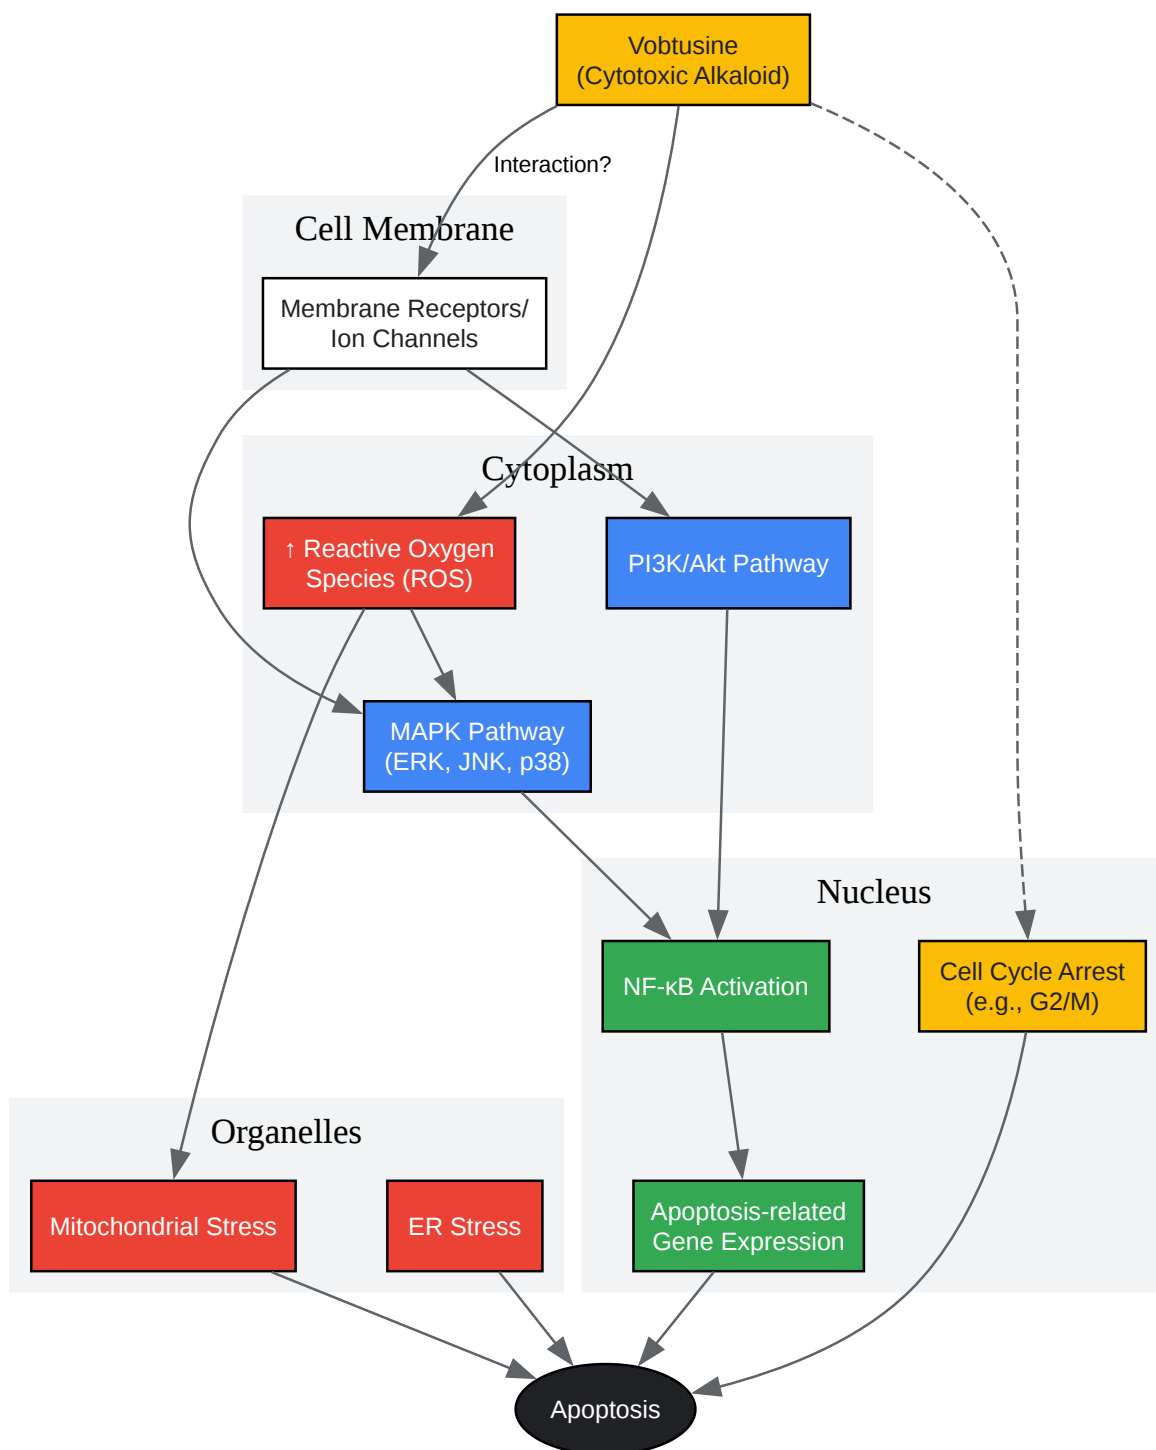 Vobtusine
(Cytotoxic Alkaloid)
Interaction?
Cell Membrane
Membrane Receptors/
Ion Channels
Cytoplasm
↑ Reactive Oxygen
Species (ROS)
PI3K/Akt Pathway
MAPK Pathway
(ERK, JNK, p38)
Nucleus
NF-κB Activation
Cell Cycle Arrest
(e.g., G2/M)
Organelles
Mitochondrial Stress
ER Stress
Apoptosis-related
Gene Expression
Apoptosis